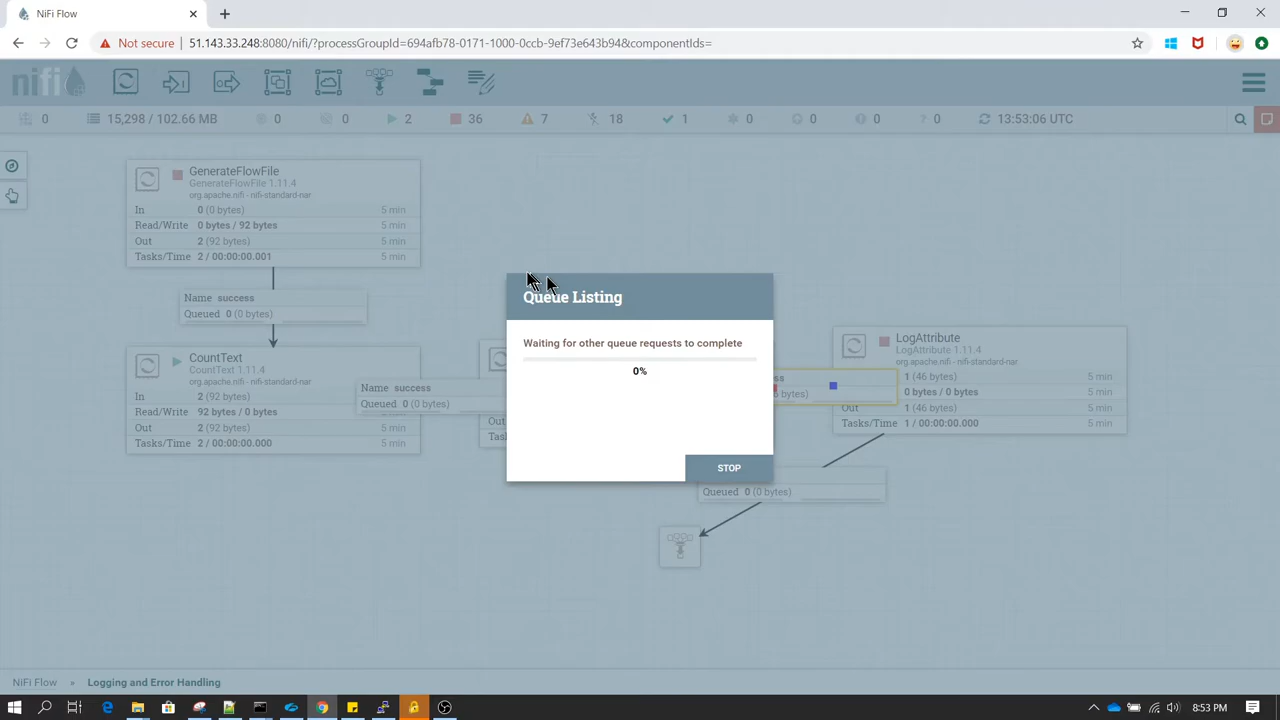 NiFi Flow
Not secure
51.143.33.248:8080/nifi/?processGroupId=694afb78-0171-1000-0ccb-9ef73e643b94&componentIds=
nifi
0
15,298 / 102.66 MB
0
0
2
36
7
18
1
0
0
0
0
13:53:06 UTC
GenerateFlowFile
GenerateFlowFile 1.11.4
org.apache.nifi - nifi-standard-nar
In 0 (0 bytes) 5 min
Read/Write 0 bytes / 92 bytes 5 min
Out 2 (92 bytes) 5 min
Tasks/Time 2 / 00:00:00.001 5 min
Name success
Queued 0 (0 bytes)
CountText
CountText 1.11.4
org.apache.nifi - nifi-standard-nar
In 2 (92 bytes) 5 min
Read/Write 92 bytes / 0 bytes 5 min
Out 2 (92 bytes) 5 min
Tasks/Time 2 / 00:00:00.000 5 min
Name success
Queued 0 (0 bytes)
Out
Queue Listing
Waiting for other queue requests to complete
0%
STOP
bytes)
LogAttribute
LogAttribute 1.11.4
org.apache.nifi - nifi-standard-nar
1 (46 bytes) 5 min
0 bytes / 0 bytes 5 min
Out 1 (46 bytes) 5 min
Tasks/Time 1 / 00:00:00.000 5 min
Queued 0 (0 bytes)
NiFi Flow » Logging and Error Handling
8:53 PM